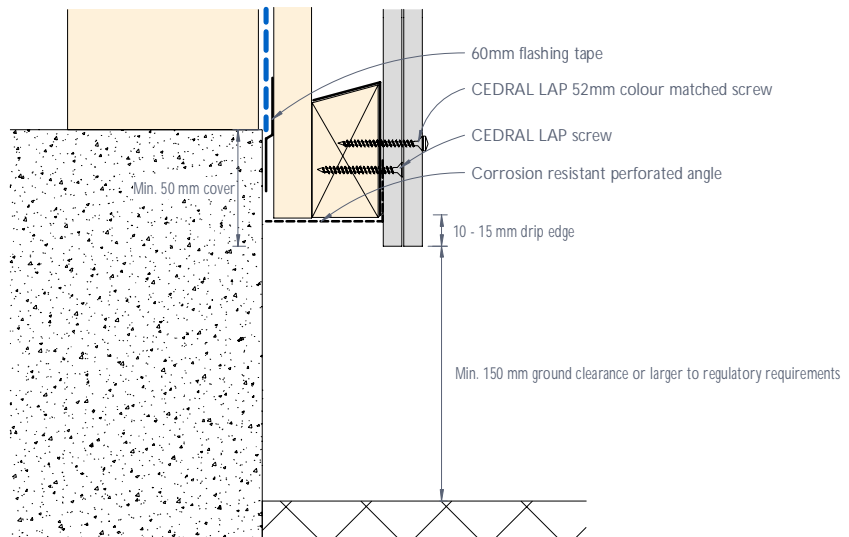 60mm flashing tape
CEDRAL LAP 52mm colour matched screw
CEDRAL LAP screw
Corrosion resistant perforated angle
Min. 50 mm cover
10 - 15 mm drip edge
Min. 150 mm ground clearance or larger to regulatory requirements